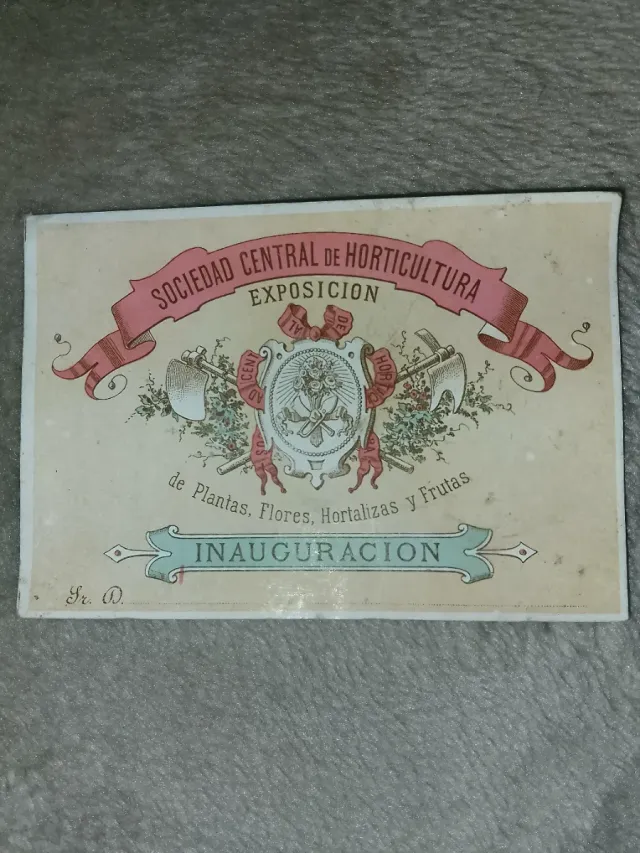 SOCIEDAD CENTRAL DE HORTICULTURA
EXPOSICION
de Plantas, Flores, Hortalizas y Frutas
INAUGURACION
Sr. D.